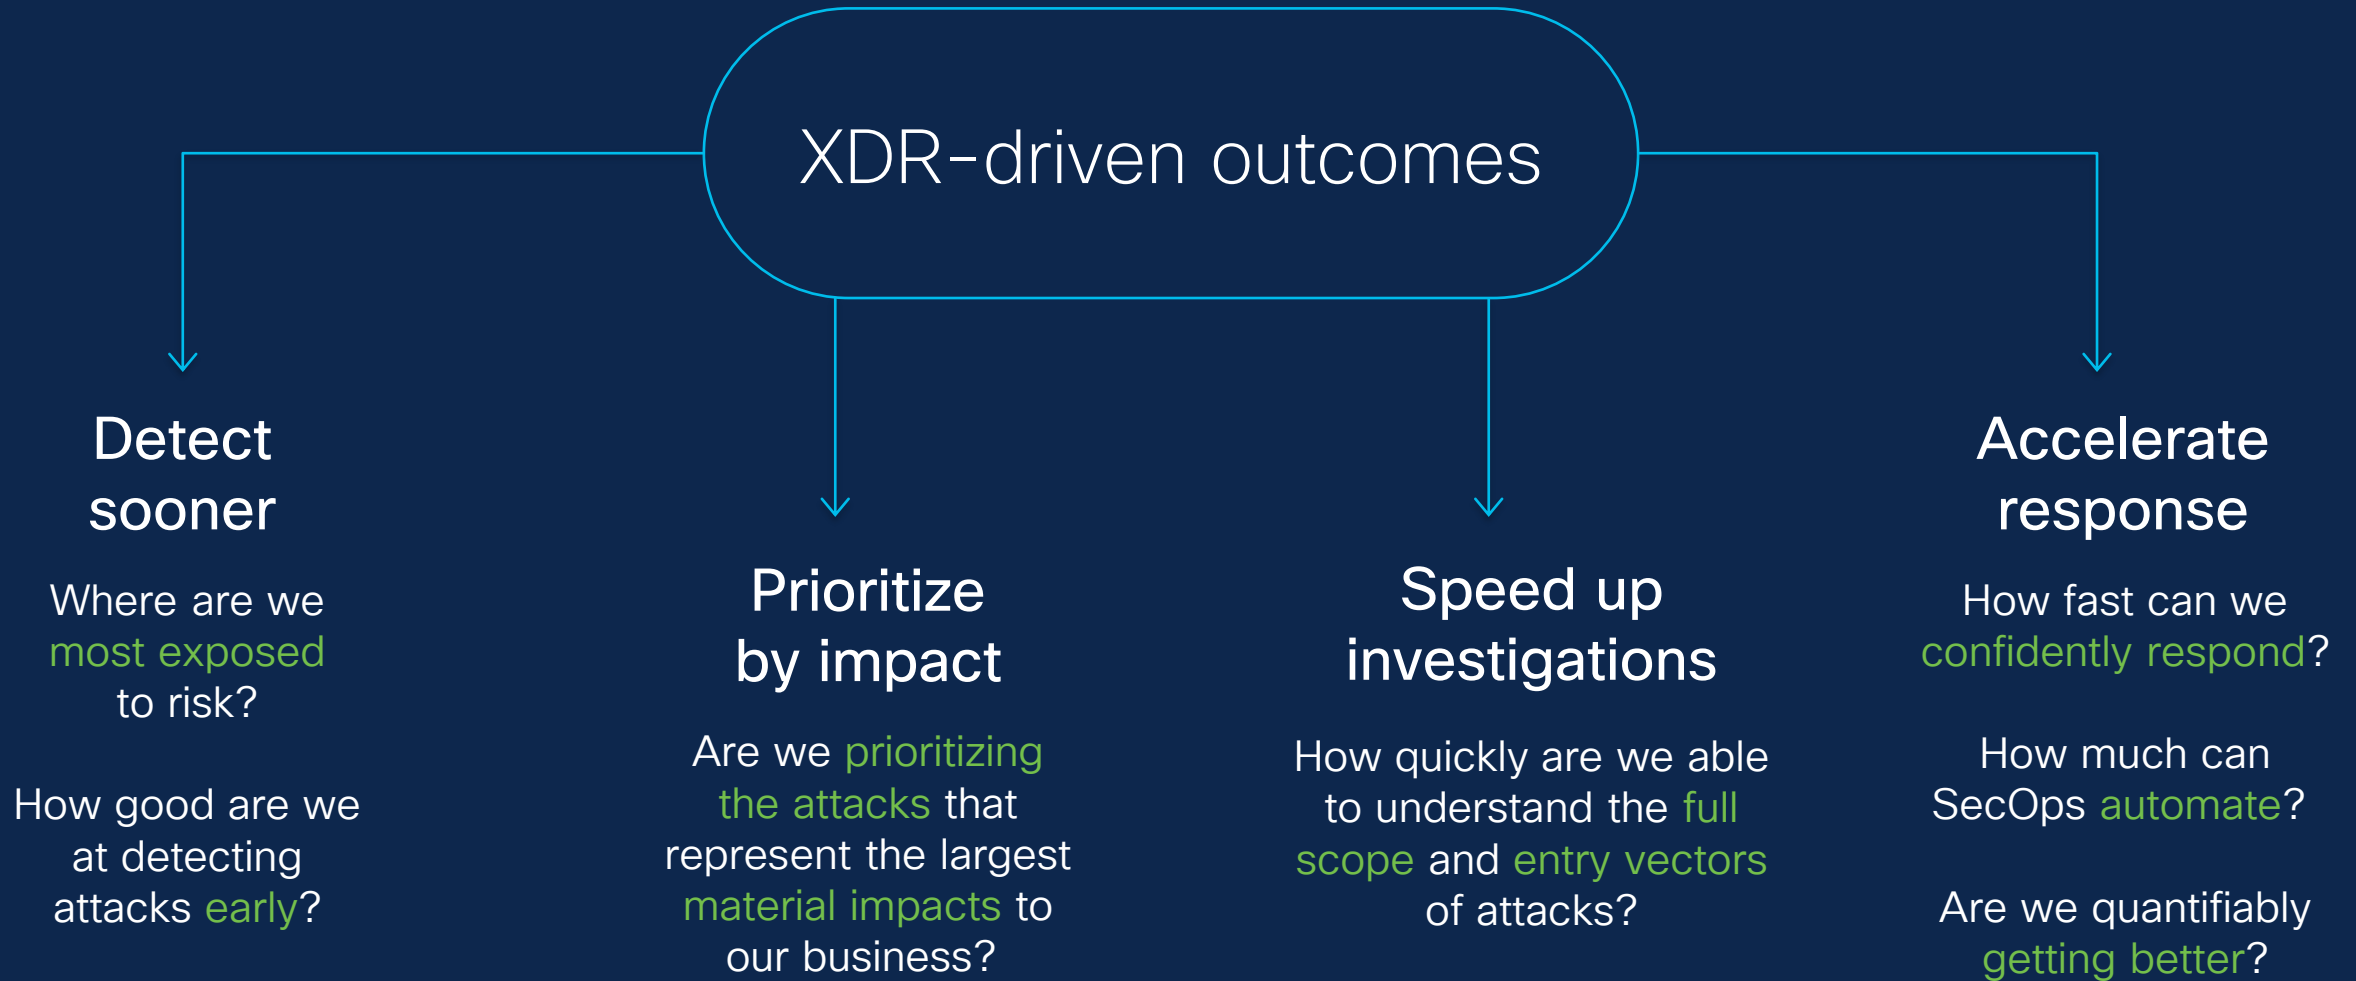 XDR-driven outcomes
Detect
sooner
Where are we
most exposed
to risk?
How good are we
at detecting
attacks early?
Prioritize
by impact
Are we prioritizing
the attacks that
represent the largest
material impacts to
our business?
Speed up
investigations
How quickly are we able
to understand the full
scope and entry vectors
of attacks?
Accelerate
response
How fast can we
confidently respond?
How much can
SecOps automate?
Are we quantifiably
getting better?